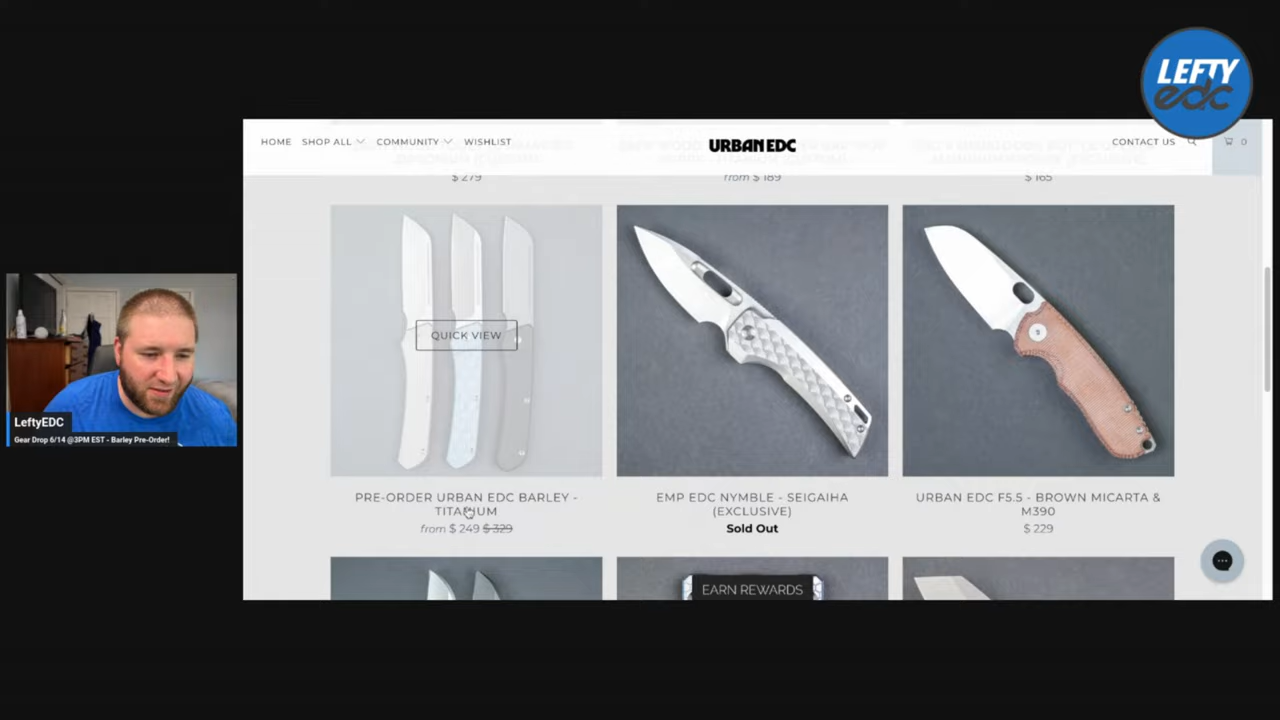 LEFTY
edc
HOME SHOP ALL COMMUNITY WISHLIST
URBAN EDC
CONTACT US
0
$ 279
from $ 189
$ 165
QUICK VIEW
PRE-ORDER URBAN EDC BARLEY -
TITANIUM
from $ 249 $ 329
EMP EDC NYMBLE - SEIGAIHA
(EXCLUSIVE)
Sold Out
URBAN EDC F5.5 - BROWN MICARTA &
M390
$ 229
LeftyEDC
Gear Drop 6/14 @3PM EST - Barley Pre-Order!
EARN REWARDS